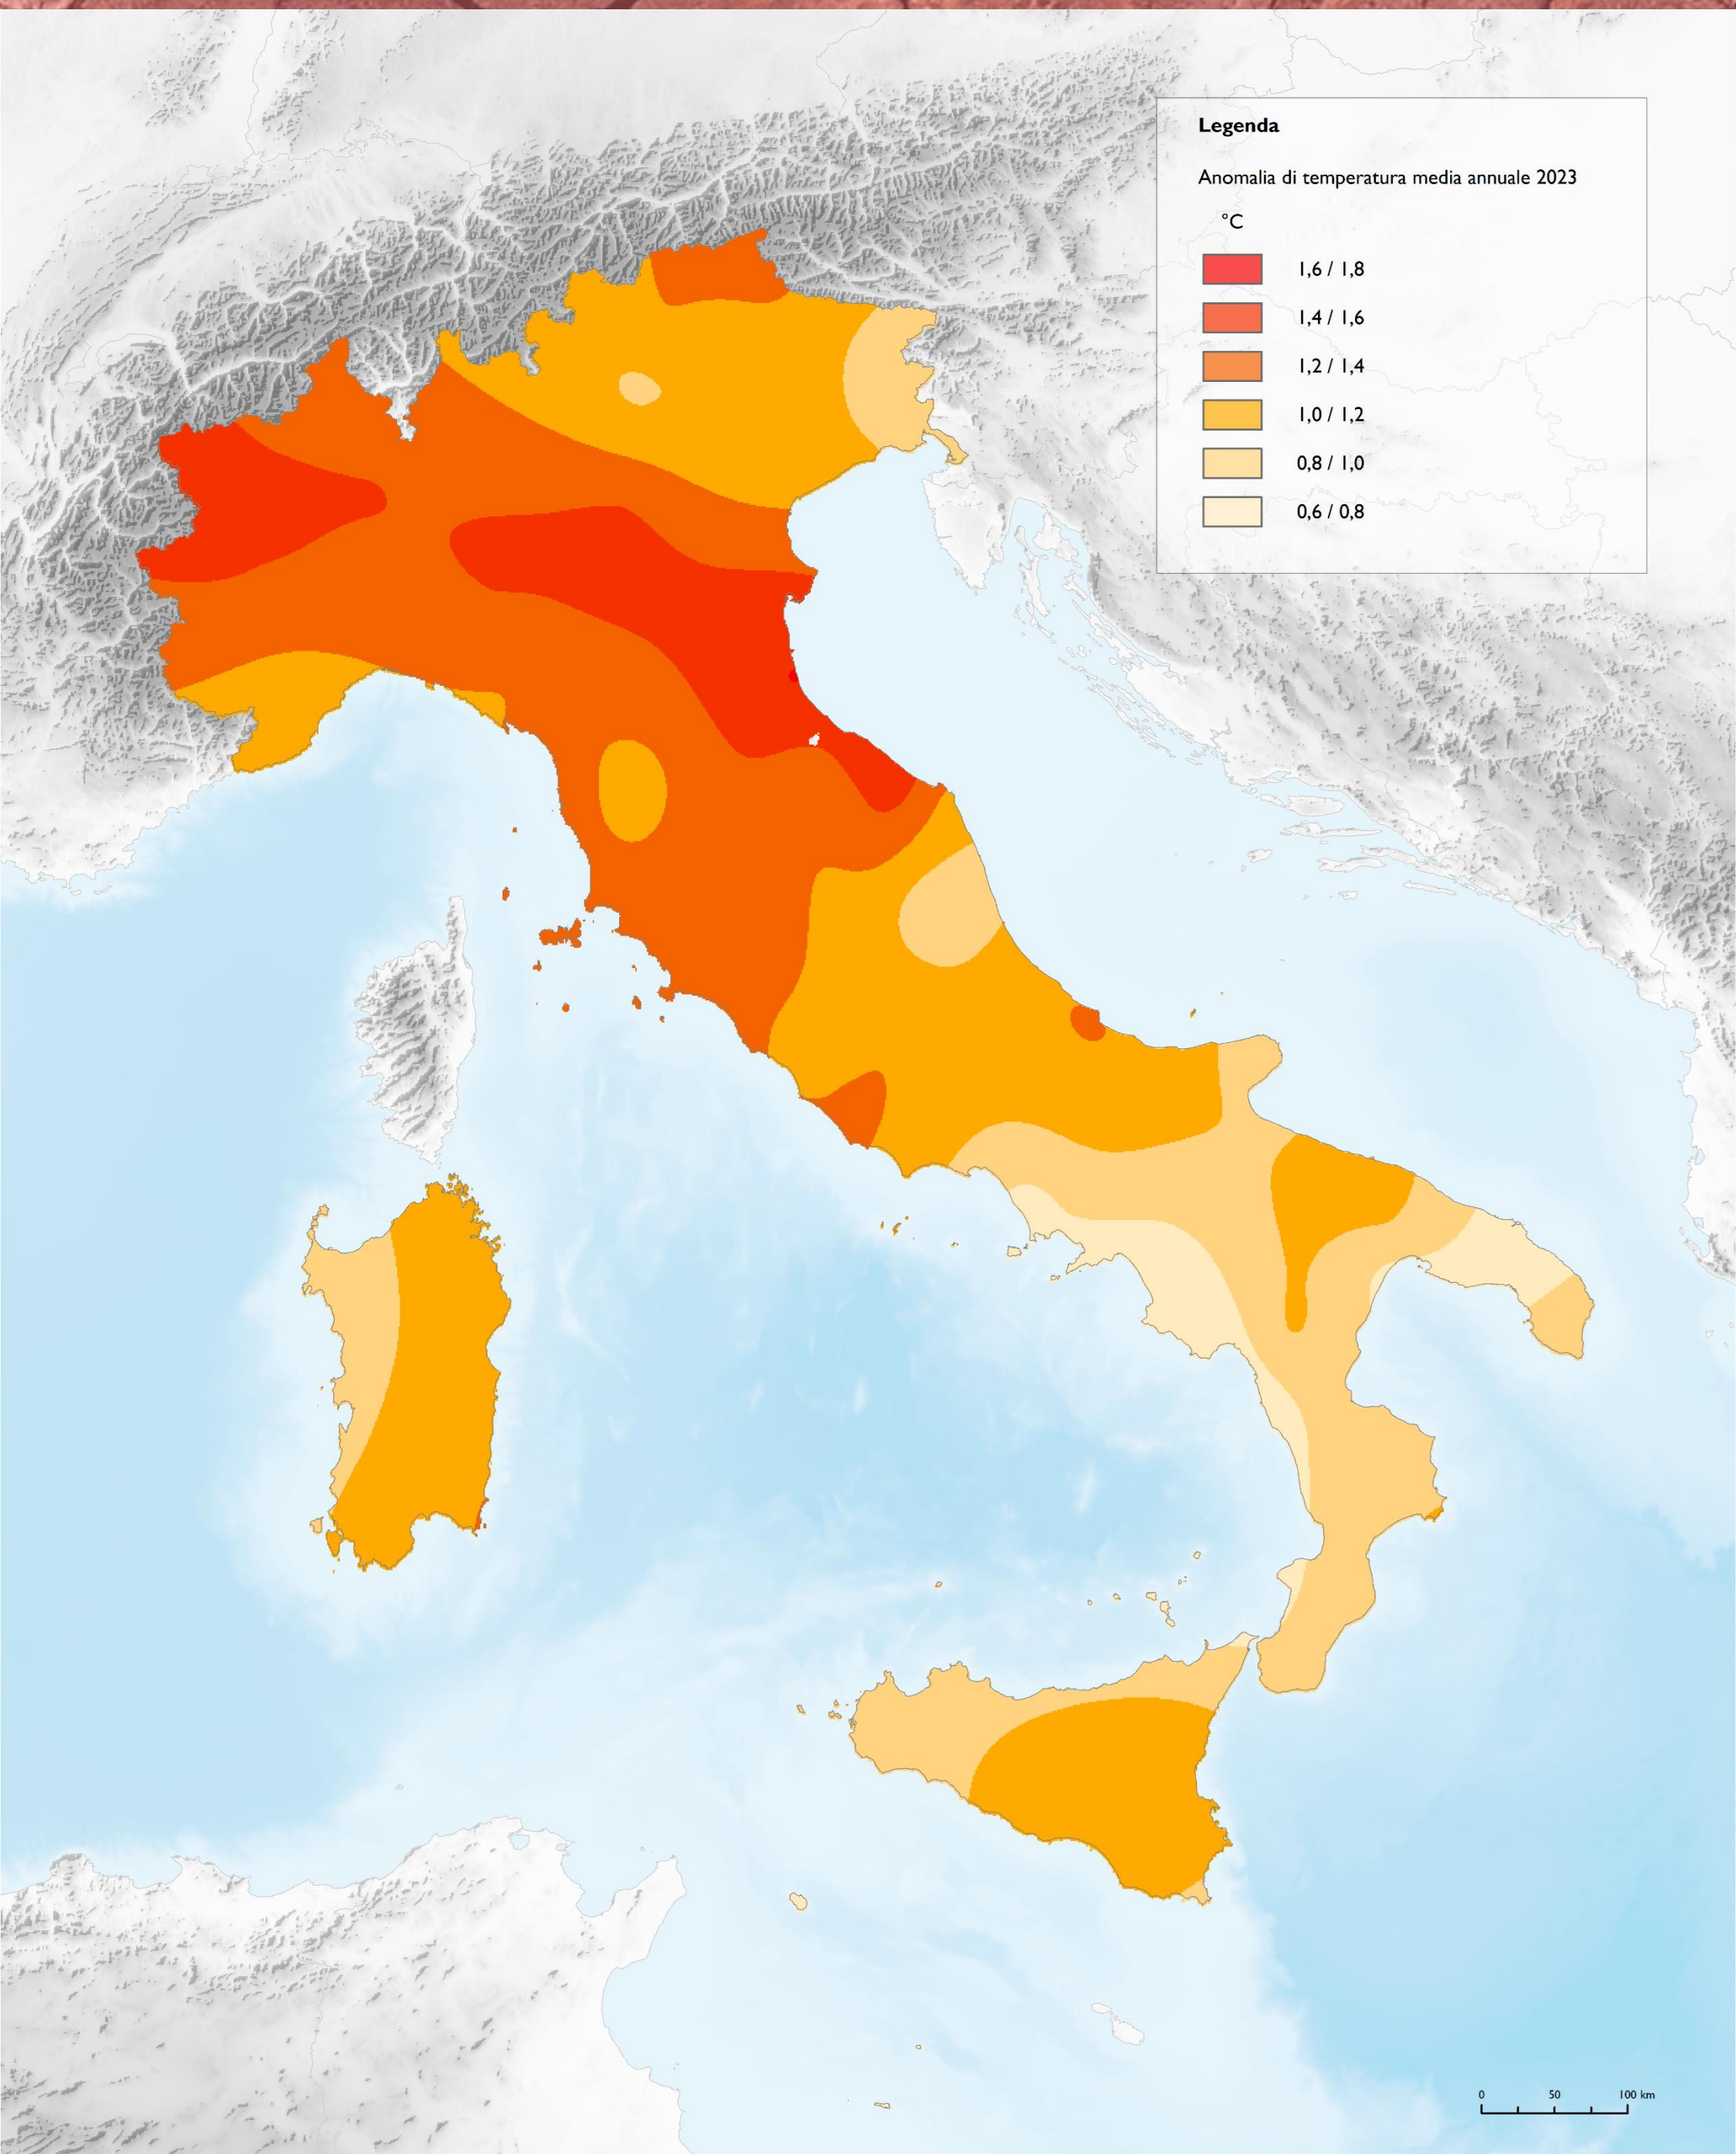 Legenda
Anomalia di temperatura media annuale 2023
°C
1,6 / 1,8
1,4 / 1,6
1,2 / 1,4
1,0 / 1,2
0,8 / 1,0
0,6 / 0,8
0 50 100 km